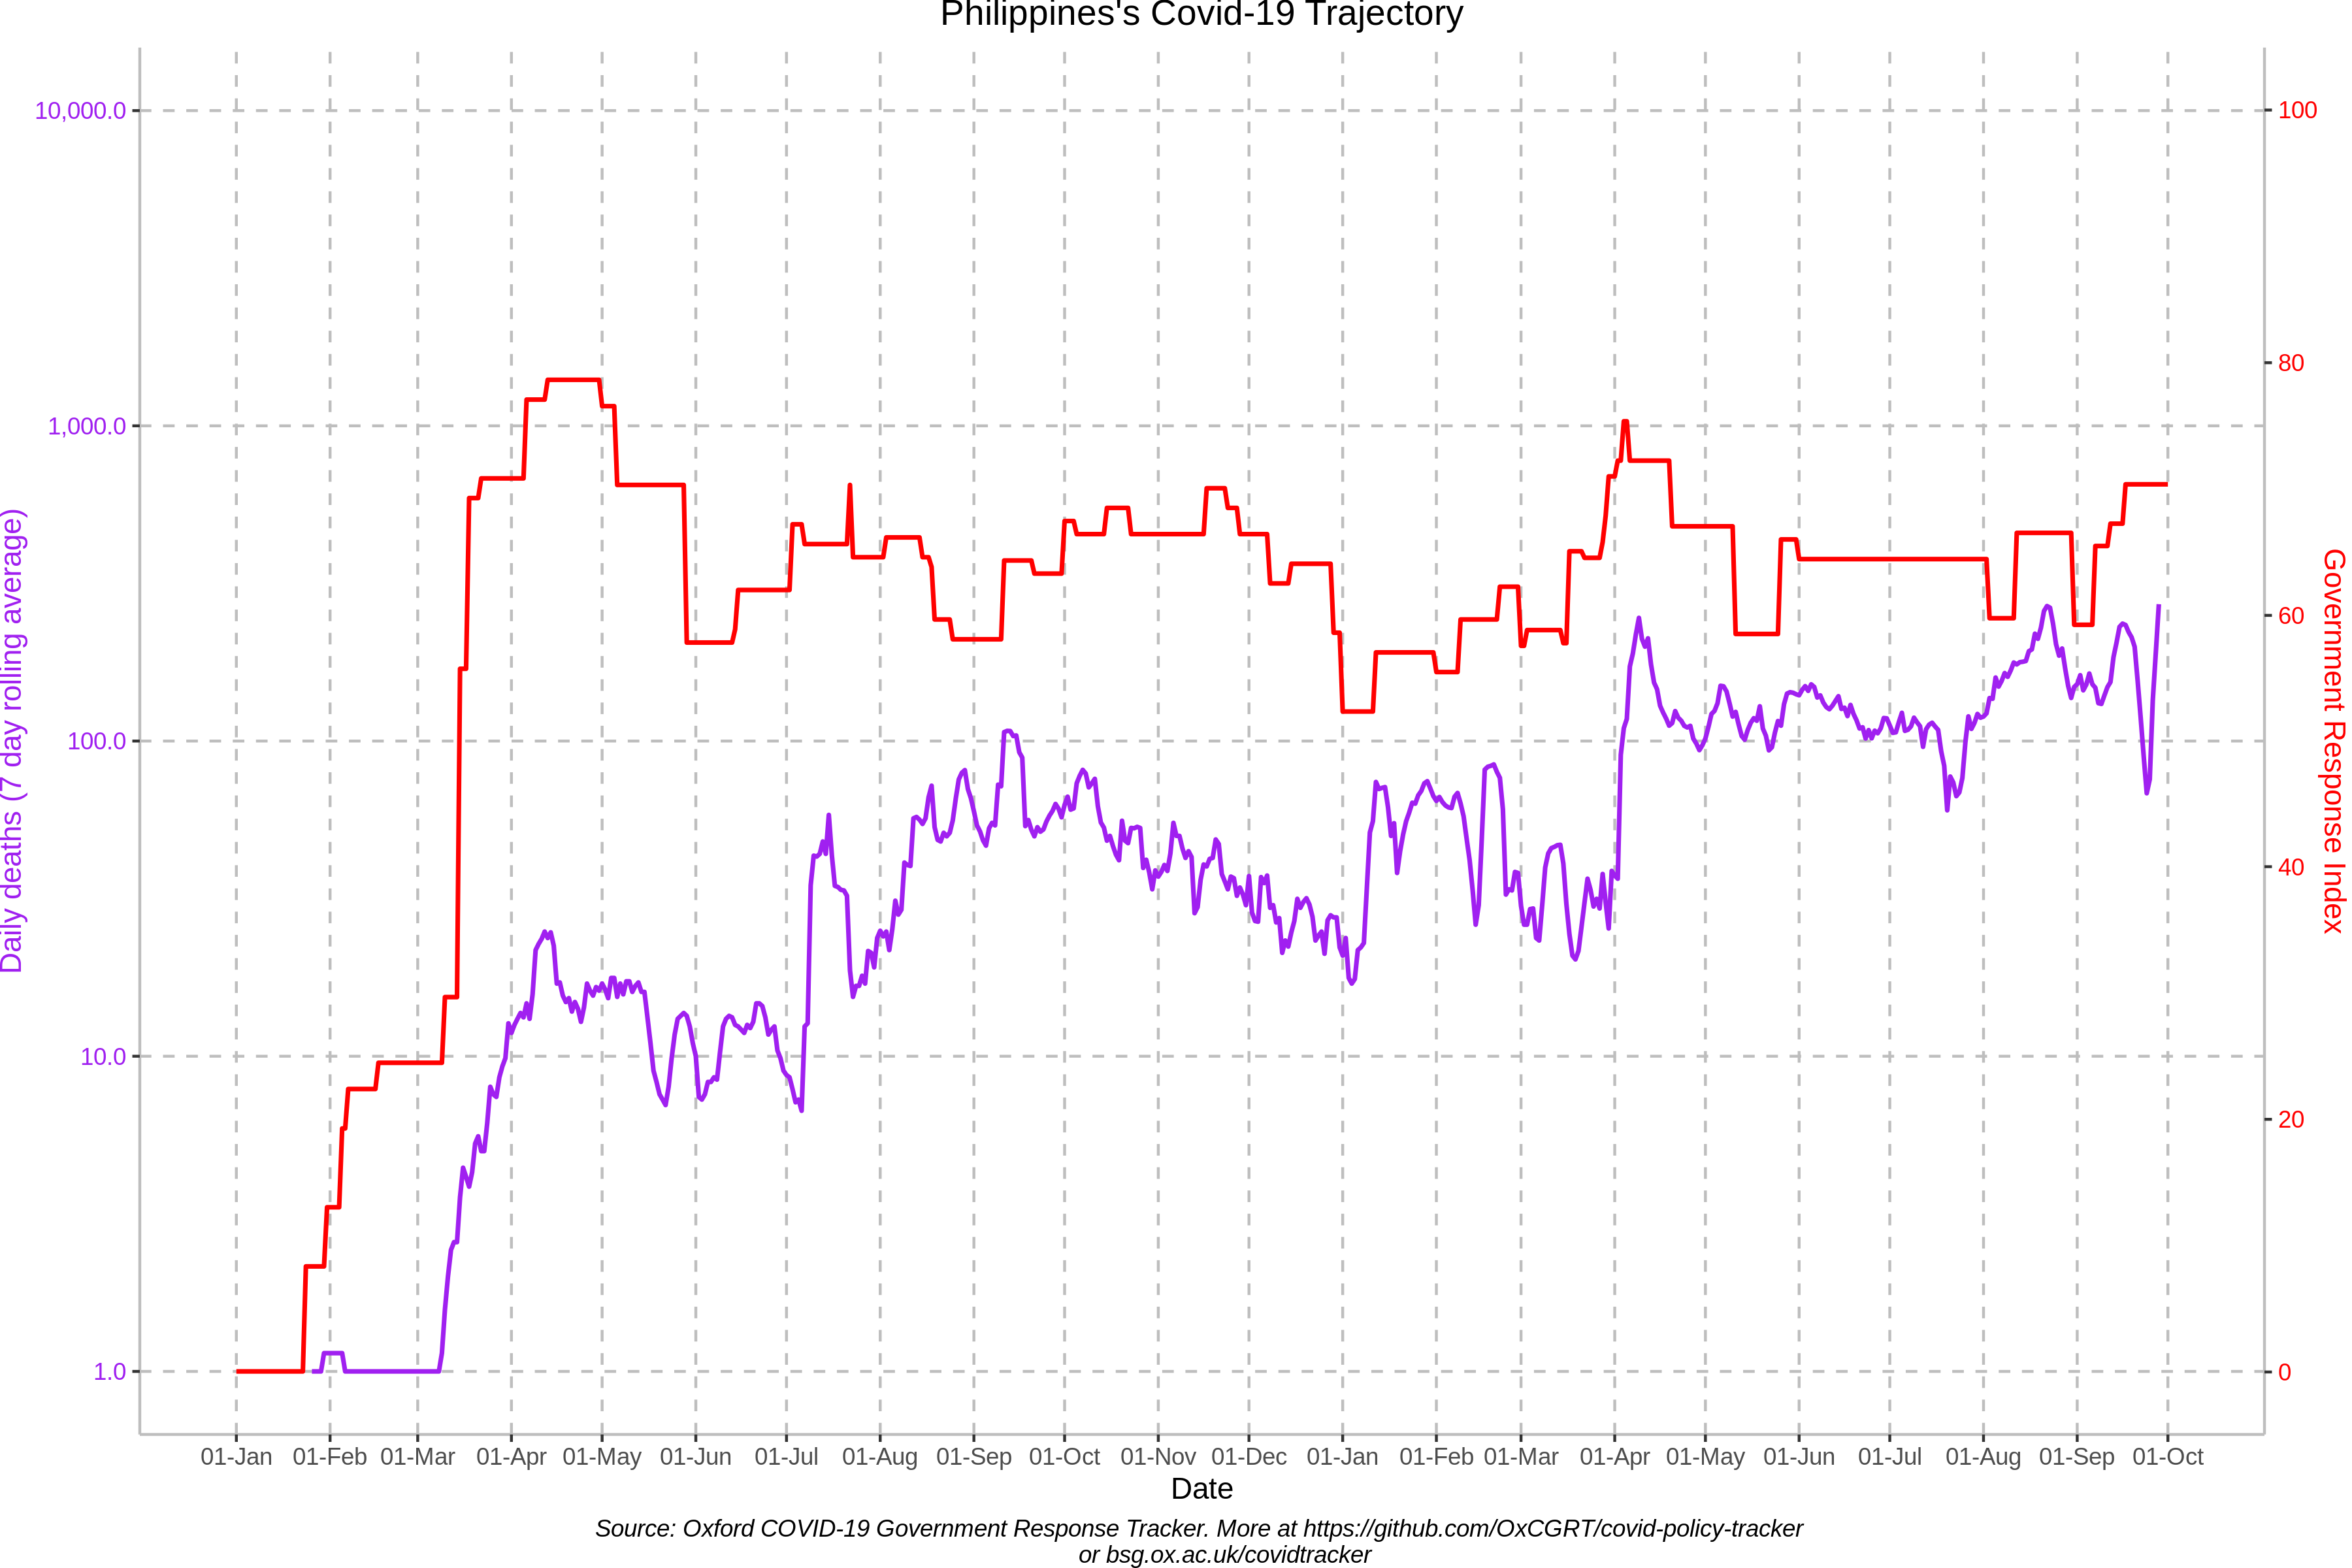 Philippines's Covid-19 Trajectory
10,000.0
1,000.0
100.0
10.0
1.0
Daily deaths (7 day rolling average)
100
80
60
40
20
0
Government Response Index
01-Jan 01-Feb 01-Mar 01-Apr 01-May 01-Jun 01-Jul 01-Aug 01-Sep 01-Oct 01-Nov 01-Dec 01-Jan 01-Feb 01-Mar 01-Apr 01-May 01-Jun 01-Jul 01-Aug 01-Sep 01-Oct
Date
Source: Oxford COVID-19 Government Response Tracker. More at https://github.com/OxCGRT/covid-policy-tracker
or bsg.ox.ac.uk/covidtracker